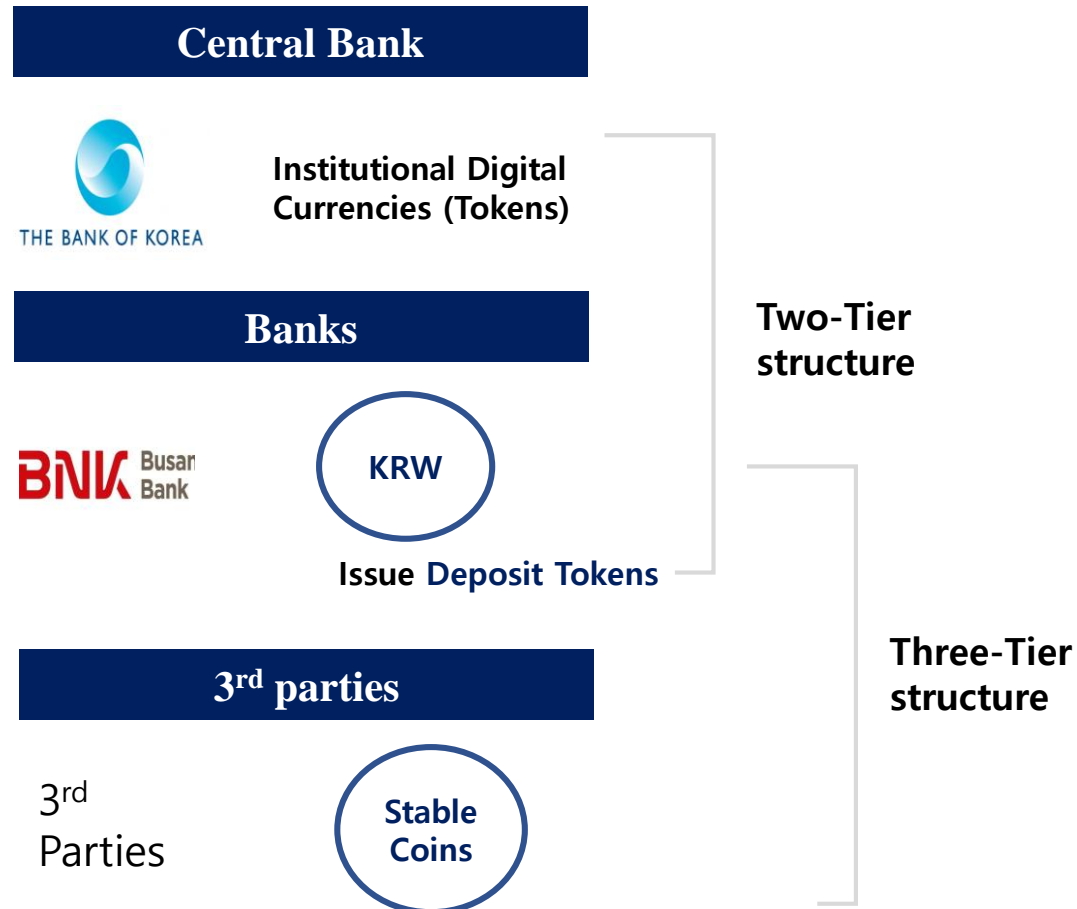 Central Bank
THE BANK OF KOREA
Institutional Digital
Currencies (Tokens)
Banks
BNK Busan
Bank
KRW
Issue Deposit Tokens
Two-Tier
structure
3rd parties
3rd
Parties
Stable
Coins
Three-Tier
structure